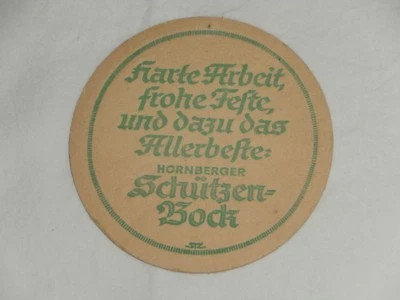 Harte Arbeit,
frohe Feste,
und dazu das
Allerbeste:
HORNBERGER
Schützen=
Bock